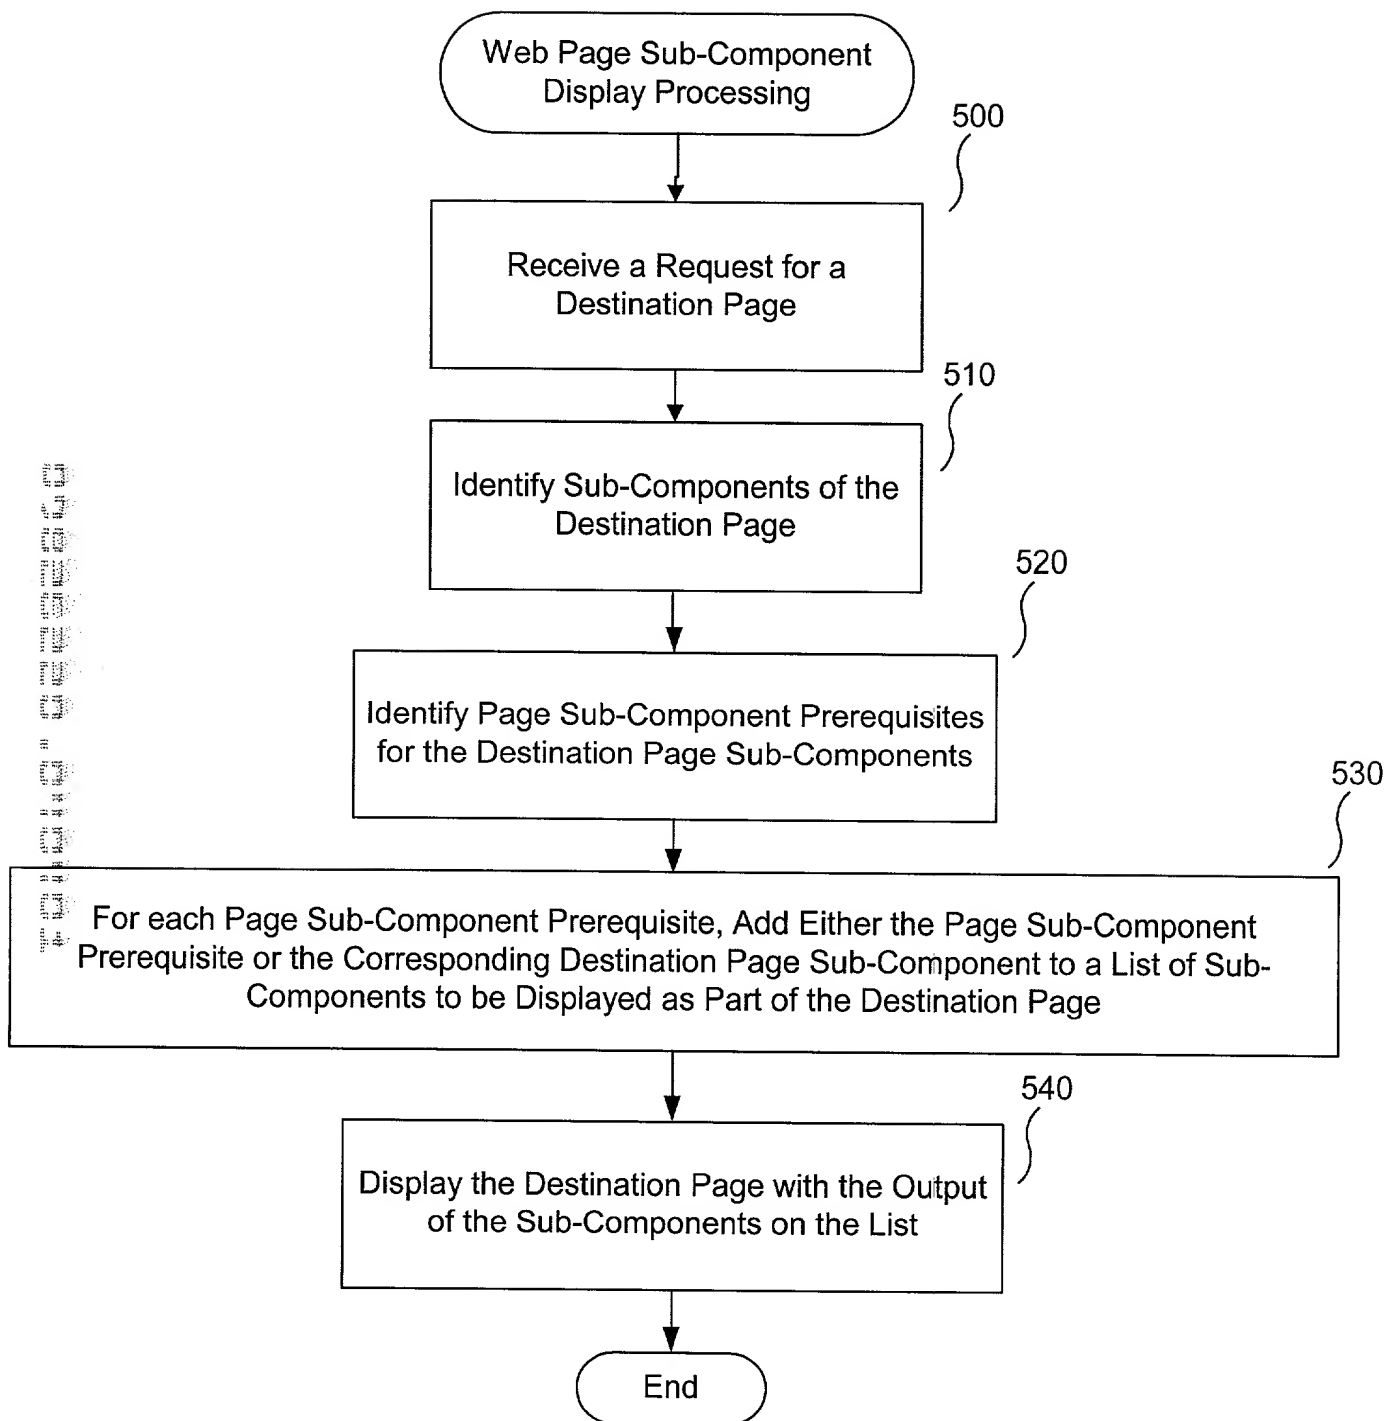 Web Page Sub-Component
Display Processing
500
Receive a Request for a
Destination Page
510
Identify Sub-Components of the
Destination Page
520
Identify Page Sub-Component Prerequisites
for the Destination Page Sub-Components
530
For each Page Sub-Component Prerequisite, Add Either the Page Sub-Component
Prerequisite or the Corresponding Destination Page Sub-Component to a List of Sub-
Components to be Displayed as Part of the Destination Page
540
Display the Destination Page with the Output
of the Sub-Components on the List
End